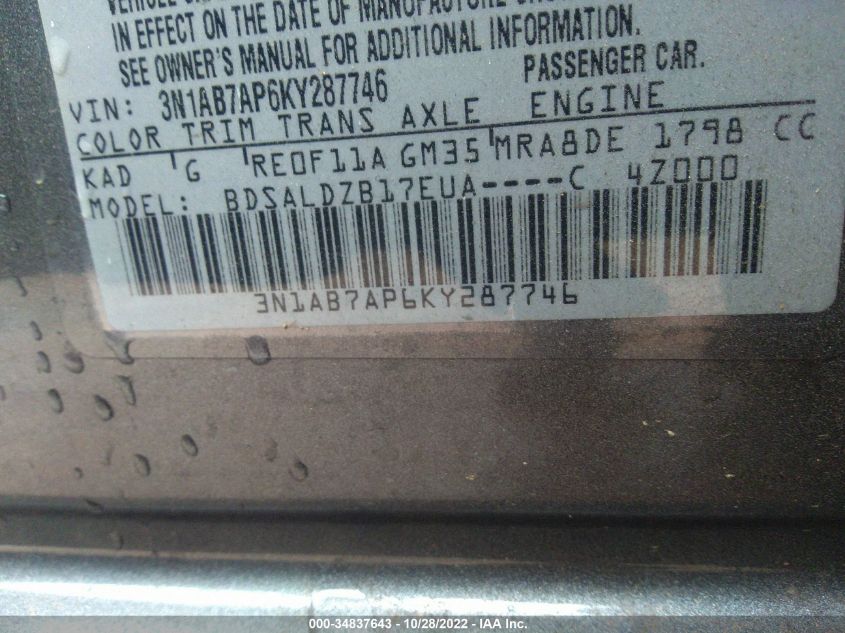 IN EFFECT ON THE DATE OF MANUFACTURE
SEE OWNER'S MANUAL FOR ADDITIONAL INFORMATION.
VIN: 3N1AB7AP6KY287746 PASSENGER CAR.
COLOR TRIM TRANS AXLE ENGINE
KAD G RE0F11A GM35 MRA8DE 1798 CC
MODEL: BDSALDZB17EUA----C 4Z000
3N1AB7AP6KY287746
000-34837643 / 10/28/2022 - IAA Inc.